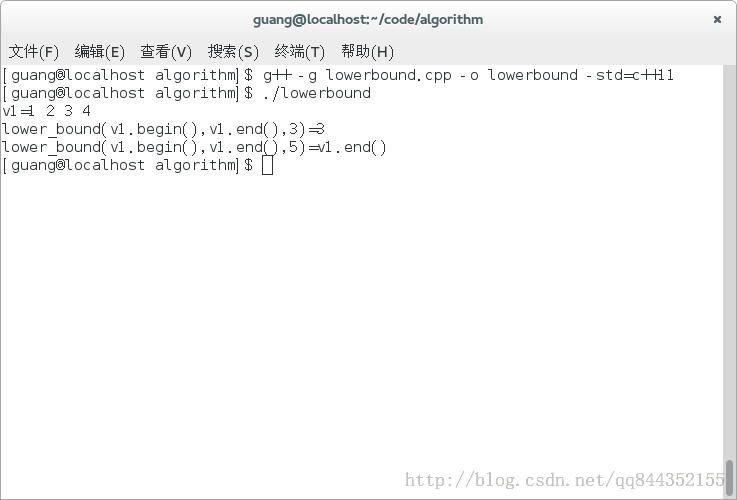 guang@localhost:~/code/algorithm
文件(F) 编辑(E) 查看(V) 搜索(S) 终端(T) 帮助(H)
[guang@localhost algorithm]$ g++ -g lowerbound.cpp -o lowerbound -std=c++11
[guang@localhost algorithm]$ ./lowerbound
v1=1 2 3 4
lower_bound(v1.begin(),v1.end(),3)=3
lower_bound(v1.begin(),v1.end(),5)=v1.end()
[guang@localhost algorithm]$
http://blog.csdn.net/qq844352155